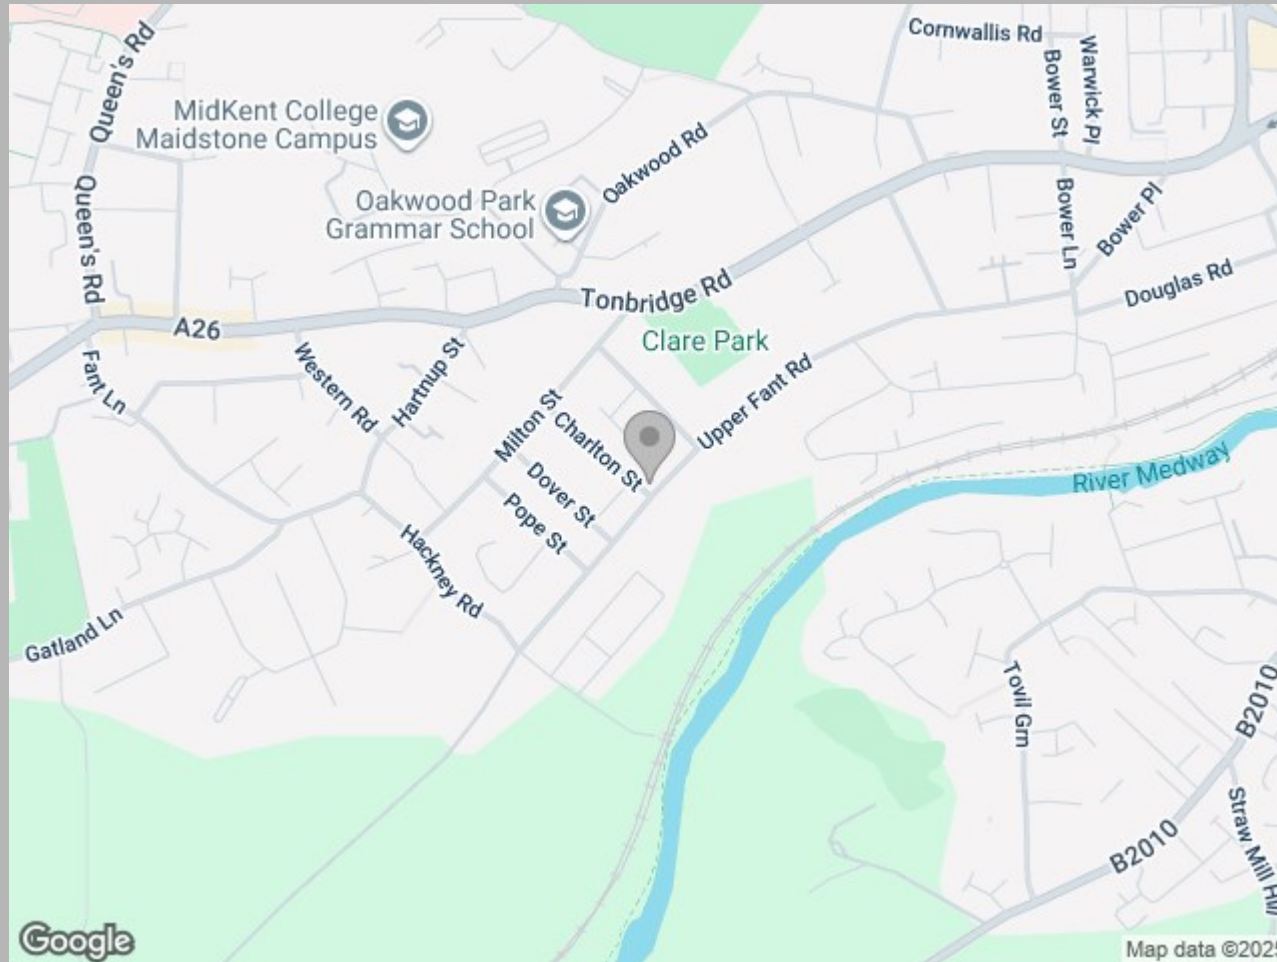 Queen's Rd
Cornwallis Rd
Warwick Pl
Bower St
MidKent College
Maidstone Campus
Oakwood Rd
Queen's Rd
Oakwood Park
Grammar School
Bower Ln
Bower Pl
Douglas Rd
Tonbridge Rd
A26
Clare Park
Fant Ln
Western Rd
Hartnup St
Upper Fant Rd
Milton St
Charlton St
River Medway
Dover St
Pope St
Hackney Rd
Gatland Ln
Tovil Grn
B2010
B2010
Straw Mill Hill
Google
Map data ©2025